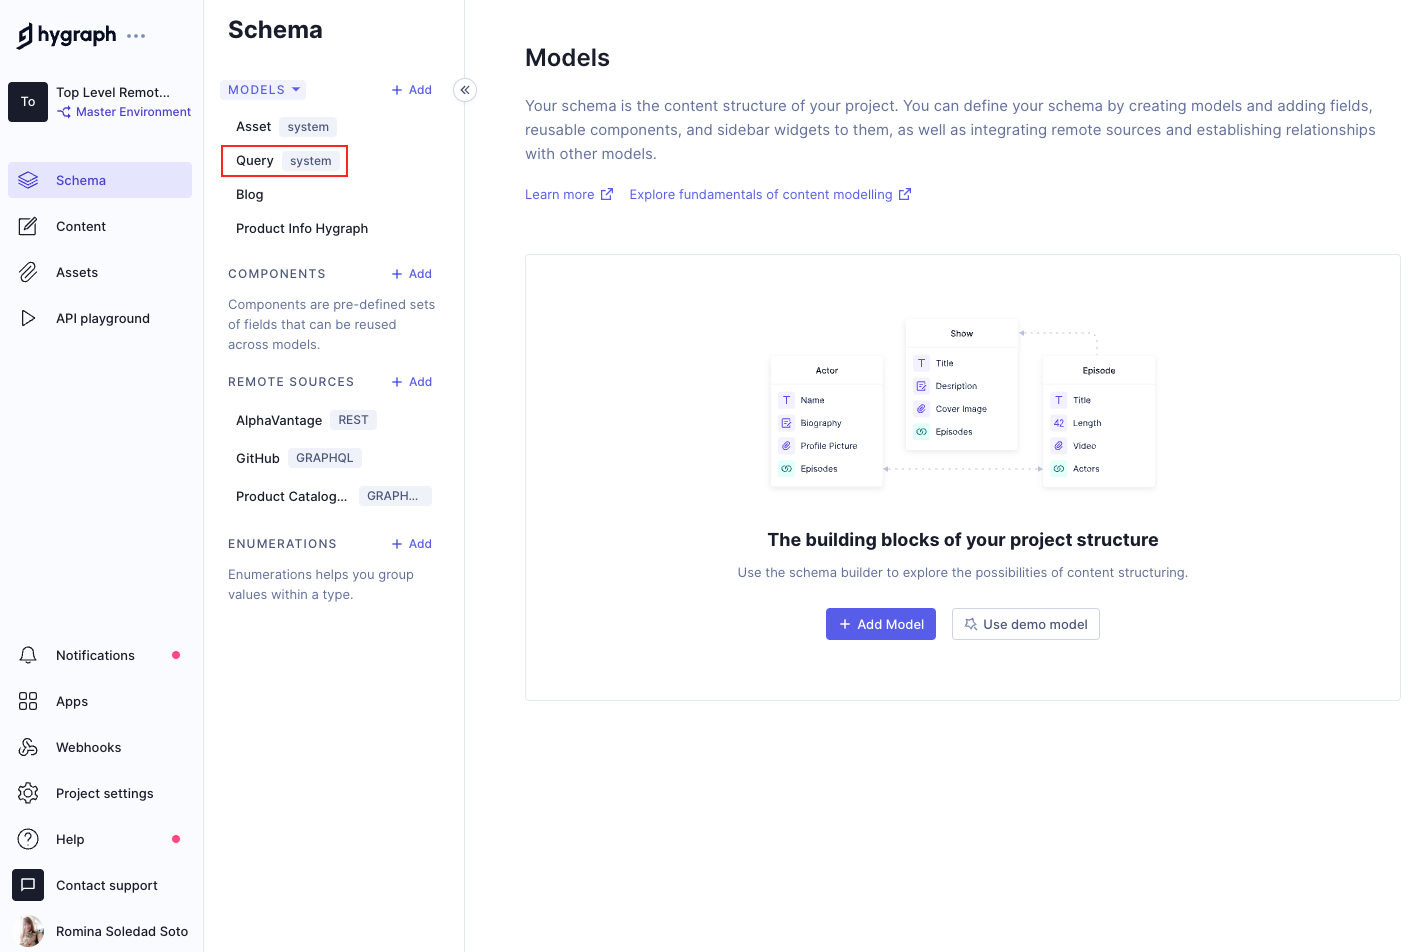 hygraph
To
Top Level Remot...
Master Environment
Schema
Content
Assets
API playground
Notifications
Apps
Webhooks
Project settings
Help
Contact support
Romina Soledad Soto
Schema
MODELS
+ Add
Asset system
Query system
Blog
Product Info Hygraph
COMPONENTS
+ Add
Components are pre-defined sets
of fields that can be reused
across models.
REMOTE SOURCES
+ Add
AlphaVantage REST
GitHub GRAPHQL
Product Catalog... GRAPH...
ENUMERATIONS
+ Add
Enumerations helps you group
values within a type.
Models
Your schema is the content structure of your project. You can define your schema by creating models and adding fields,
reusable components, and sidebar widgets to them, as well as integrating remote sources and establishing relationships
with other models.
Learn more
Explore fundamentals of content modelling
Actor
T Name
Biography
Profile Picture
Episodes
Show
T Title
Desription
Cover Image
Episodes
Episode
T Title
42 Length
Video
Actors
The building blocks of your project structure
Use the schema builder to explore the possibilities of content structuring.
+ Add Model
Use demo model